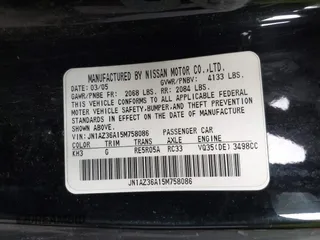 MANUFACTURED BY NISSAN MOTOR CO.,LTD.
DATE: 03/05 GVWR/PNBV: 4133 LBS.
GAWR/PNBE FR: 2068 LBS. RR: 2084 LBS.
THIS VEHICLE CONFORMS TO ALL APPLICABLE FEDERAL
MOTOR VEHICLE SAFETY,BUMPER,AND THEFT PREVENTION
STANDARDS IN EFFECT ON THE DATE OF MANUFACTURE
SHOWN ABOVE.
VIN: JN1AZ36A15M758086 PASSENGER CAR
COLOR TRIM TRANS AXLE ENGINE
KH3 G RE5R05A RC33 VQ35(DE) 3498CC
JN1AZ36A15M758086